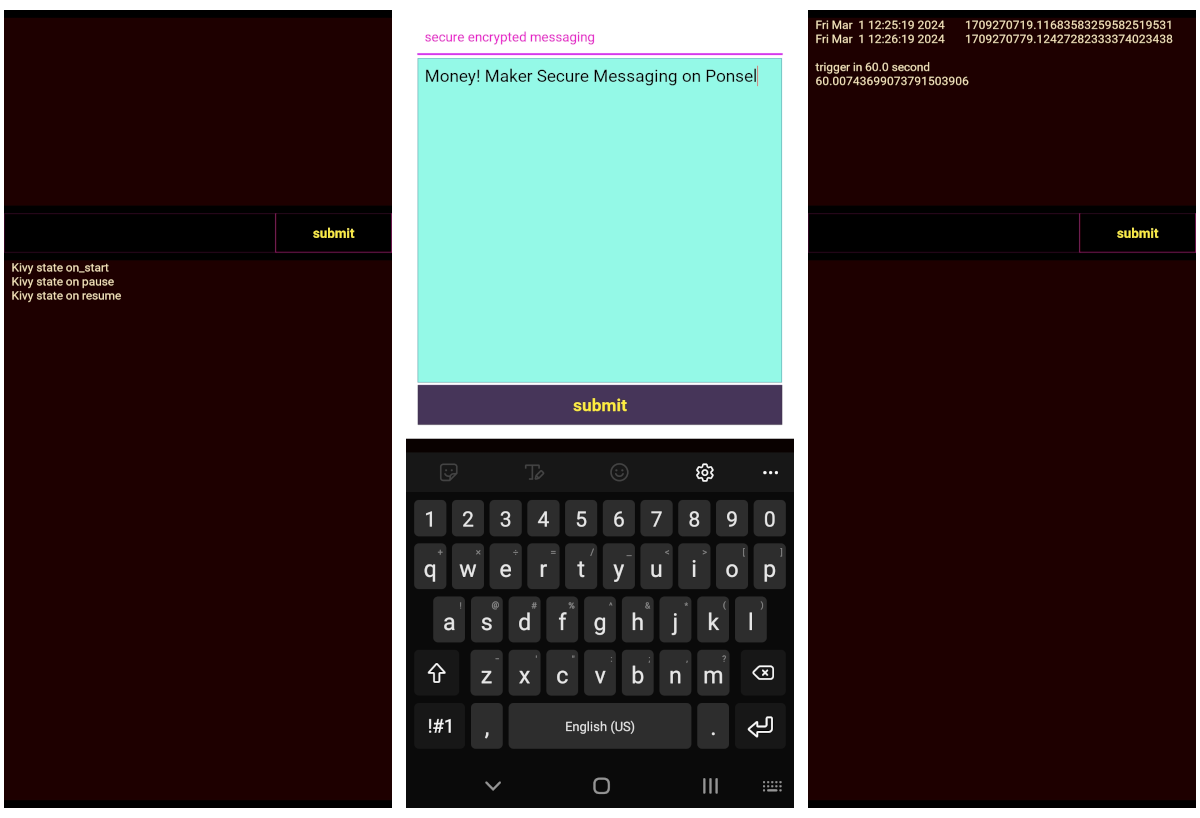 submit
Kivy state on_start
Kivy state on pause
Kivy state on resume
secure encrypted messaging
Money! Maker Secure Messaging on Ponsel
submit
1 2 3 4 5 6 7 8 9 0
+ × ÷ = / _ < > [ ]
q w e r t y u i o p
! @ # % ^ & * ( )
a s d f g h j k l
- ' " : ; , ?
z x c v b n m
!#1 , English (US) .
Fri Mar  1 12:25:19 2024 1709270719.11683583259582519531
Fri Mar  1 12:26:19 2024 1709270779.12427282333374023438
trigger in 60.0 second
60.00743699073791503906
submit